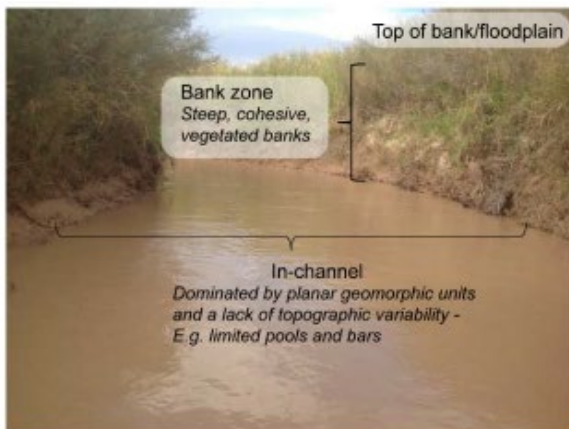 Top of bank/floodplain
Bank zone
Steep, cohesive,
vegetated banks
In-channel
Dominated by planar geomorphic units
and a lack of topographic variability -
E.g. limited pools and bars